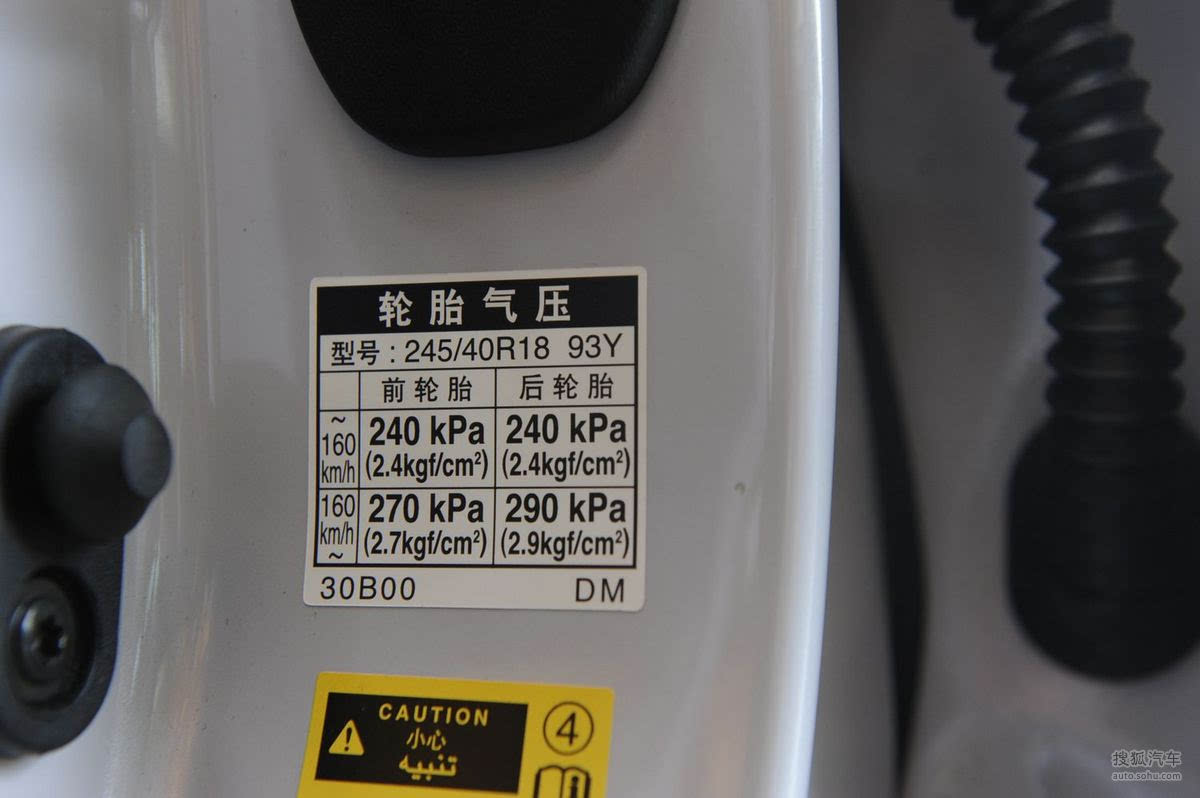 轮胎气压
型号：245/40R18 93Y
前轮胎 后轮胎
~160 km/h 240 kPa (2.4kgf/cm²) 240 kPa (2.4kgf/cm²)
160 km/h~ 270 kPa (2.7kgf/cm²) 290 kPa (2.9kgf/cm²)
30B00 DM
CAUTION ④
小心
تنبيه
搜狐汽车
auto.sohu.com